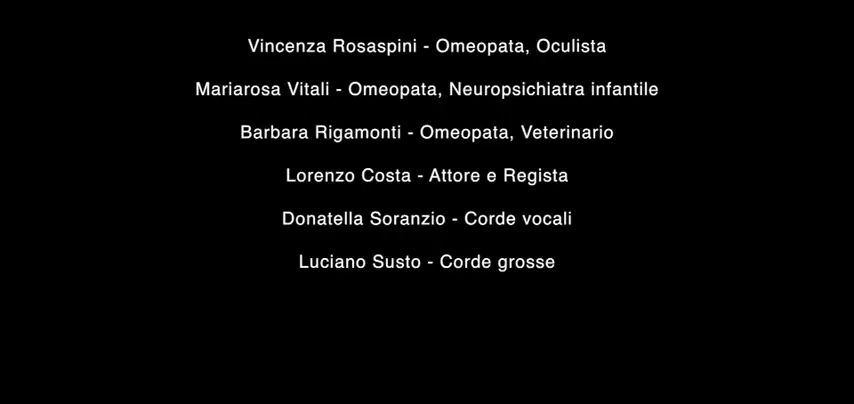 Vincenza Rosaspini - Omeopata, Oculista
Mariarosa Vitali - Omeopata, Neuropsichiatra infantile
Barbara Rigamonti - Omeopata, Veterinario
Lorenzo Costa - Attore e Regista
Donatella Soranzio - Corde vocali
Luciano Susto - Corde grosse